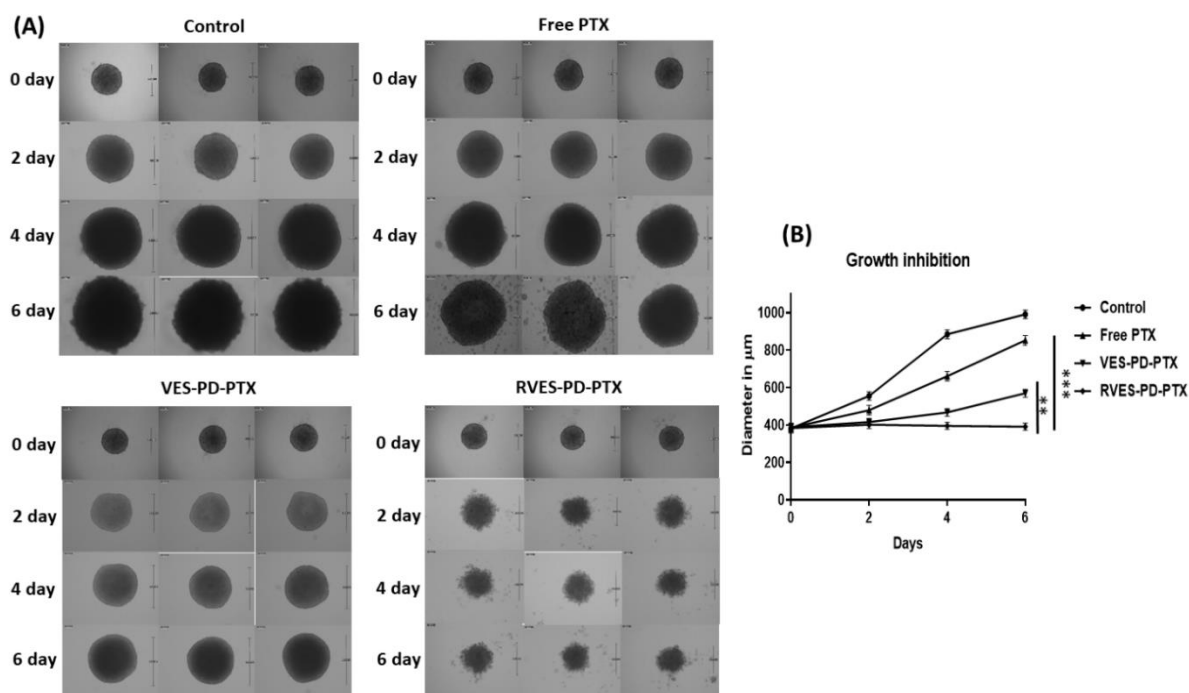 (A)
Control
0 day
2 day
4 day
6 day
Free PTX
0 day
2 day
4 day
6 day
VES-PD-PTX
0 day
2 day
4 day
6 day
RVES-PD-PTX
0 day
2 day
4 day
6 day
(B)
Growth inhibition
Diameter in µm
1000
800
600
400
200
0
0 2 4 6
Days
Control
Free PTX
VES-PD-PTX
RVES-PD-PTX
**
***